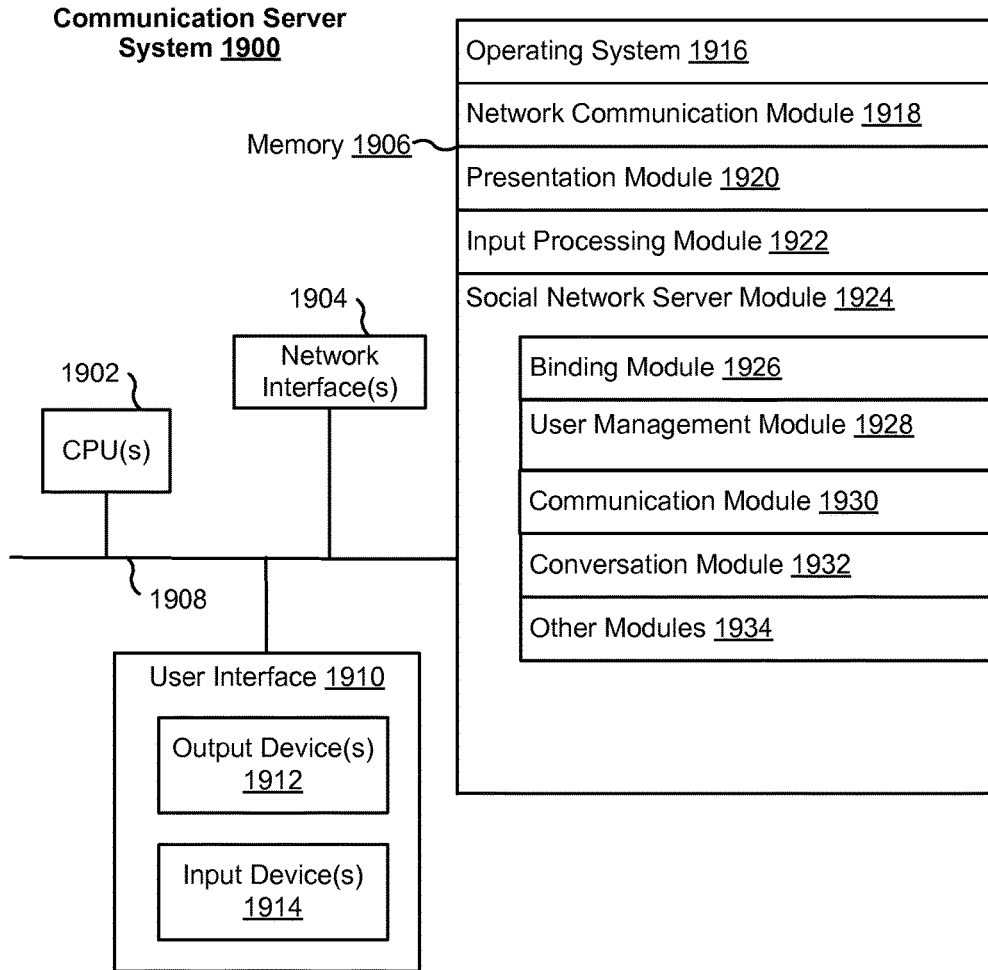 Communication Server
System 1900
Operating System 1916
Network Communication Module 1918
Memory 1906
Presentation Module 1920
Input Processing Module 1922
Social Network Server Module 1924
1904
Network
Interface(s)
Binding Module 1926
1902
CPU(s)
User Management Module 1928
Communication Module 1930
Conversation Module 1932
1908
Other Modules 1934
User Interface 1910
Output Device(s)
1912
Input Device(s)
1914